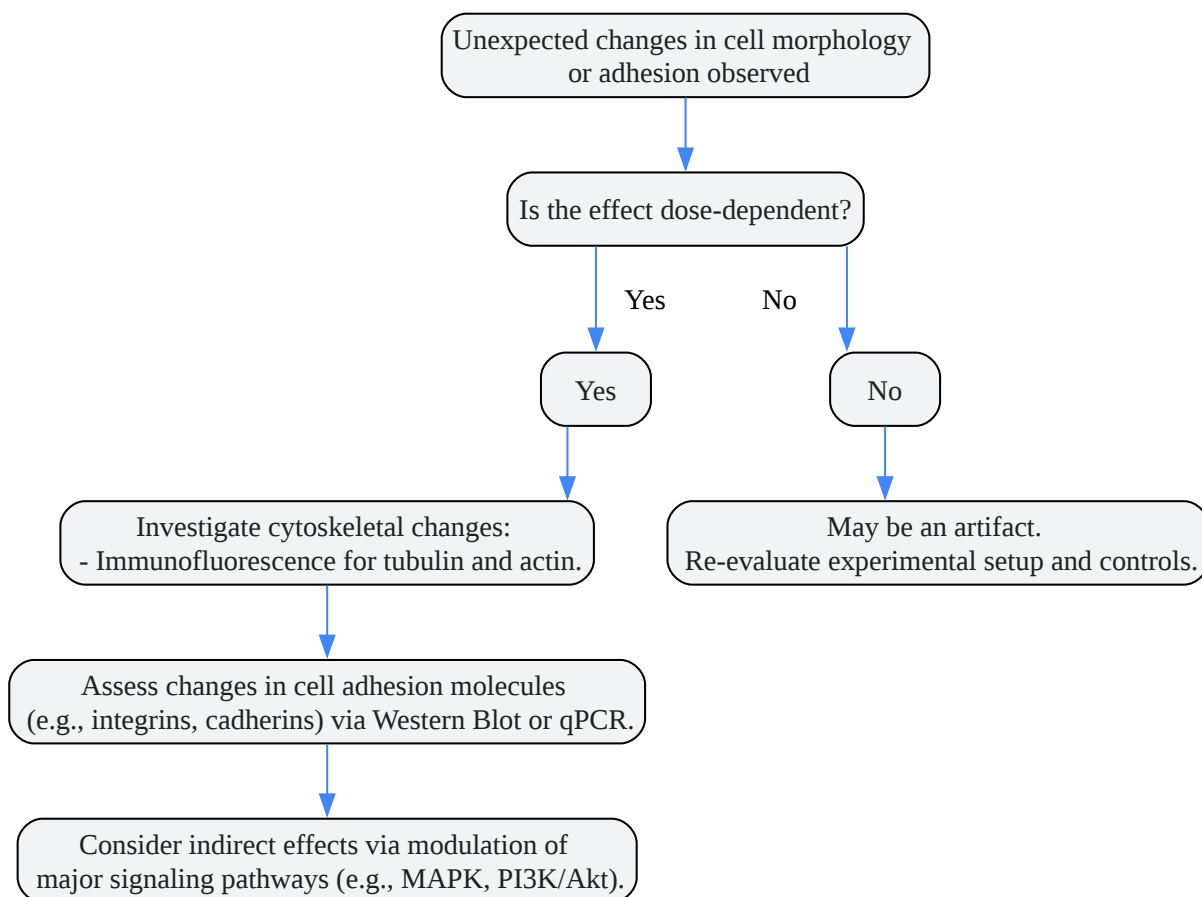 Unexpected changes in cell morphology
or adhesion observed
Is the effect dose-dependent?
Yes
No
Yes
No
Investigate cytoskeletal changes:
- Immunofluorescence for tubulin and actin.
May be an artifact.
Re-evaluate experimental setup and controls.
Assess changes in cell adhesion molecules
(e.g., integrins, cadherins) via Western Blot or qPCR.
Consider indirect effects via modulation of
major signaling pathways (e.g., MAPK, PI3K/Akt).